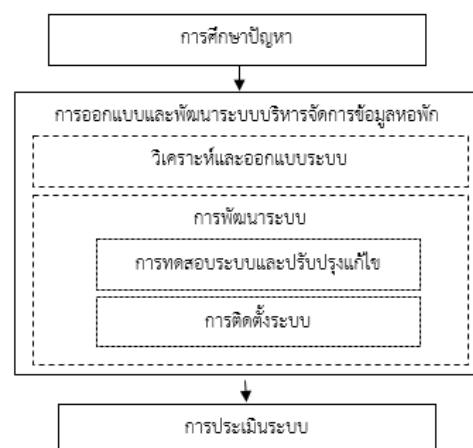 การศึกษาปัญหา
การออกแบบและพัฒนาระบบบริหารจัดการข้อมูลหอพัก
วิเคราะห์และออกแบบระบบ
การพัฒนาระบบ
การทดสอบระบบและปรับปรุงแก้ไข
การติดตั้งระบบ
การประเมินระบบ